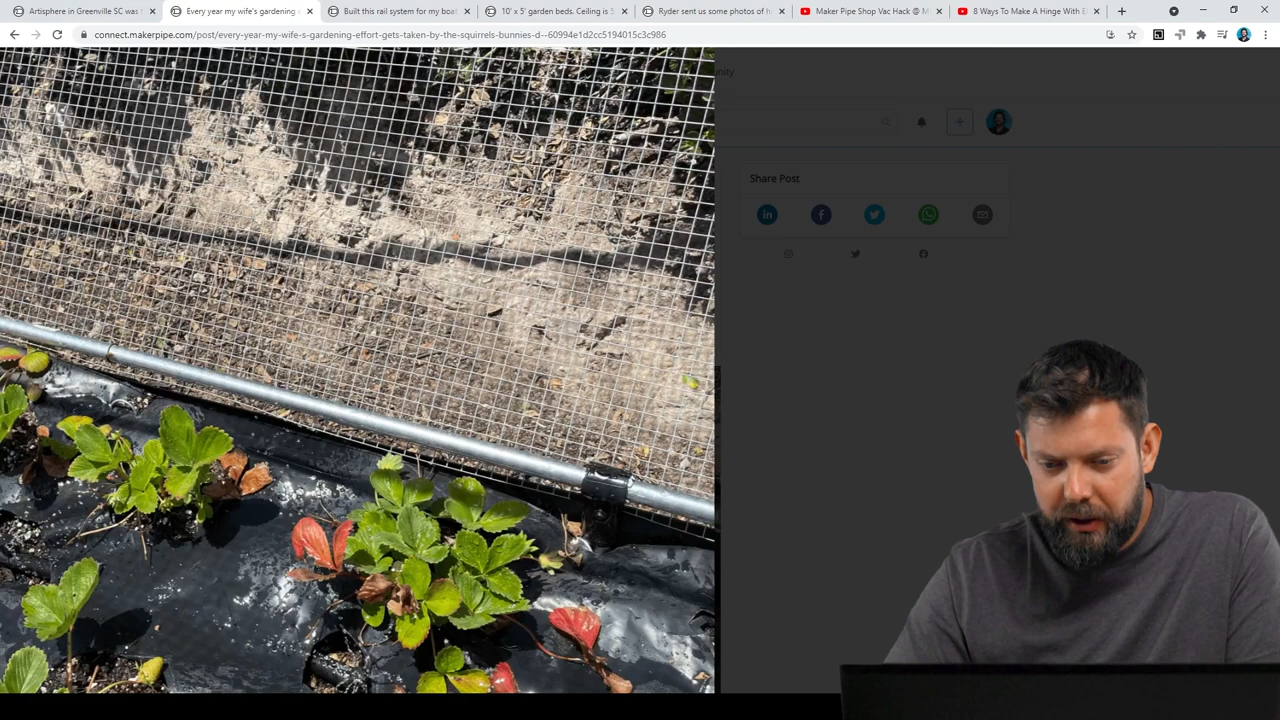 Artisphere in Greenville SC was t
Every year my wife's gardening e
Built this rail system for my boat
10' x 5' garden beds. Ceiling is 5
Ryder sent us some photos of h
Maker Pipe Shop Vac Hack @ M
8 Ways To Make A Hinge With E
connect.makerpipe.com/post/every-year-my-wife-s-gardening-effort-gets-taken-by-the-squirrels-bunnies-d--60994e1d2cc5194015c3c986
unity
Share Post